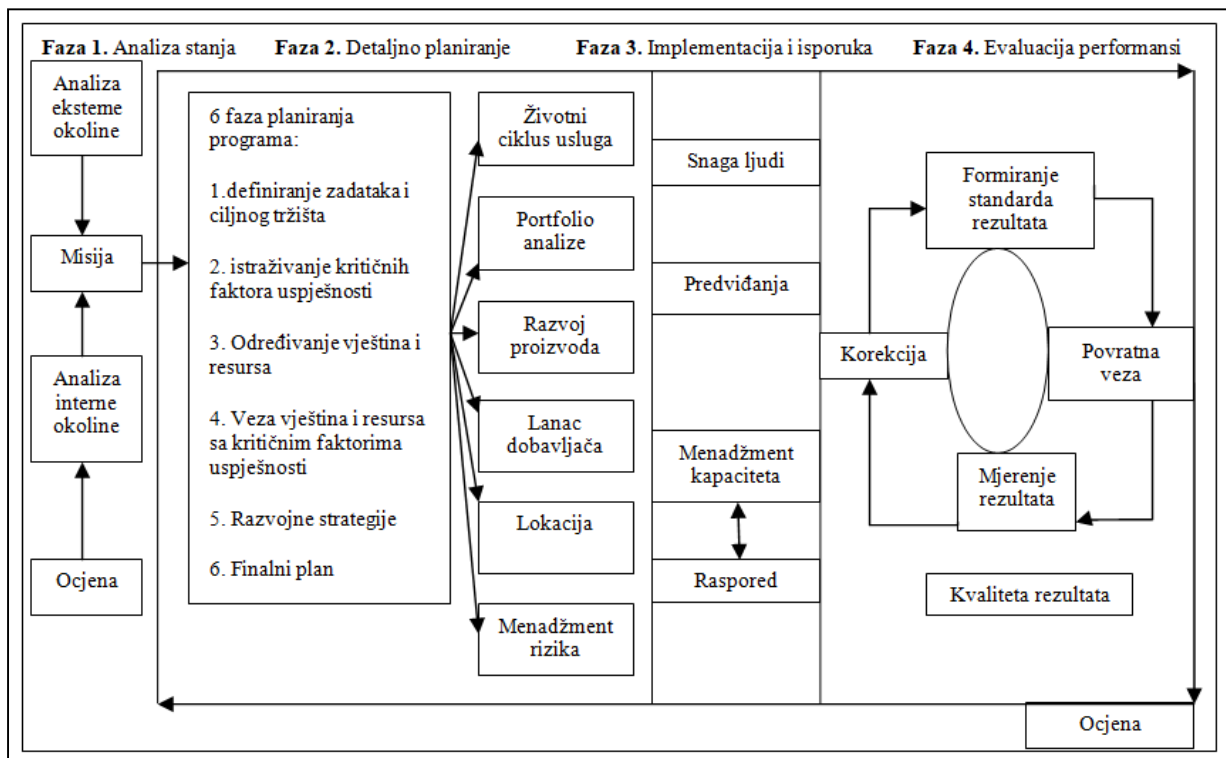 Faza 1. Analiza stanja
Faza 2. Detaljno planiranje
Faza 3. Implementacija i isporuka
Faza 4. Evaluacija performansi
Analiza
eksteme
okoline
Misija
Analiza
interne
okoline
Ocjena
6 faza planiranja
programa:
1.definiranje zadataka i
ciljnog tržišta
2. istraživanje kritičnih
faktora uspješnosti
3. Određivanje vještina i
resursa
4. Veza vještina i resursa
sa kritičnim faktorima
uspješnosti
5. Razvojne strategije
6. Finalni plan
Životni
ciklus usluga
Portfolio
analize
Razvoj
proizvoda
Lanac
dobavljača
Lokacija
Menadžment
rizika
Snaga ljudi
Predviđanja
Menadžment
kapaciteta
Raspored
Formiranje
standarda
rezultata
Korekcija
Povratna
veza
Mjerenje
rezultata
Kvaliteta rezultata
Ocjena